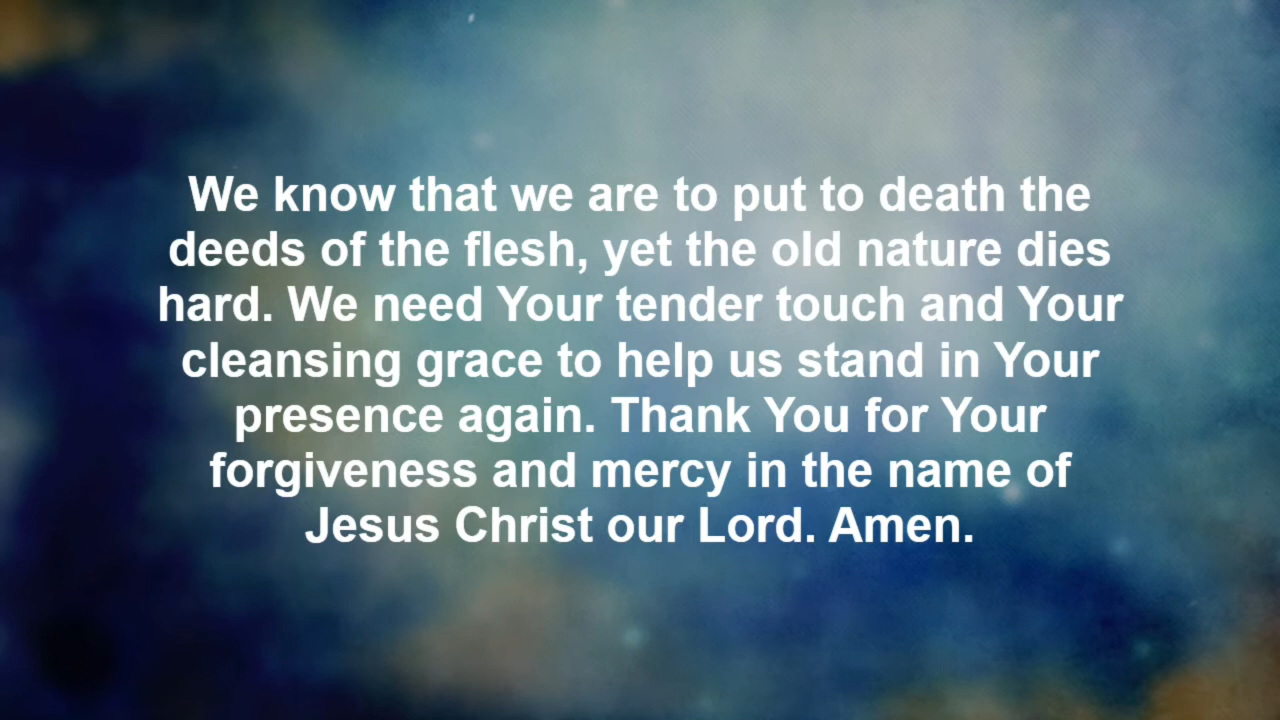 We know that we are to put to death the
deeds of the flesh, yet the old nature dies
hard. We need Your tender touch and Your
cleansing grace to help us stand in Your
presence again. Thank You for Your
forgiveness and mercy in the name of
Jesus Christ our Lord. Amen.